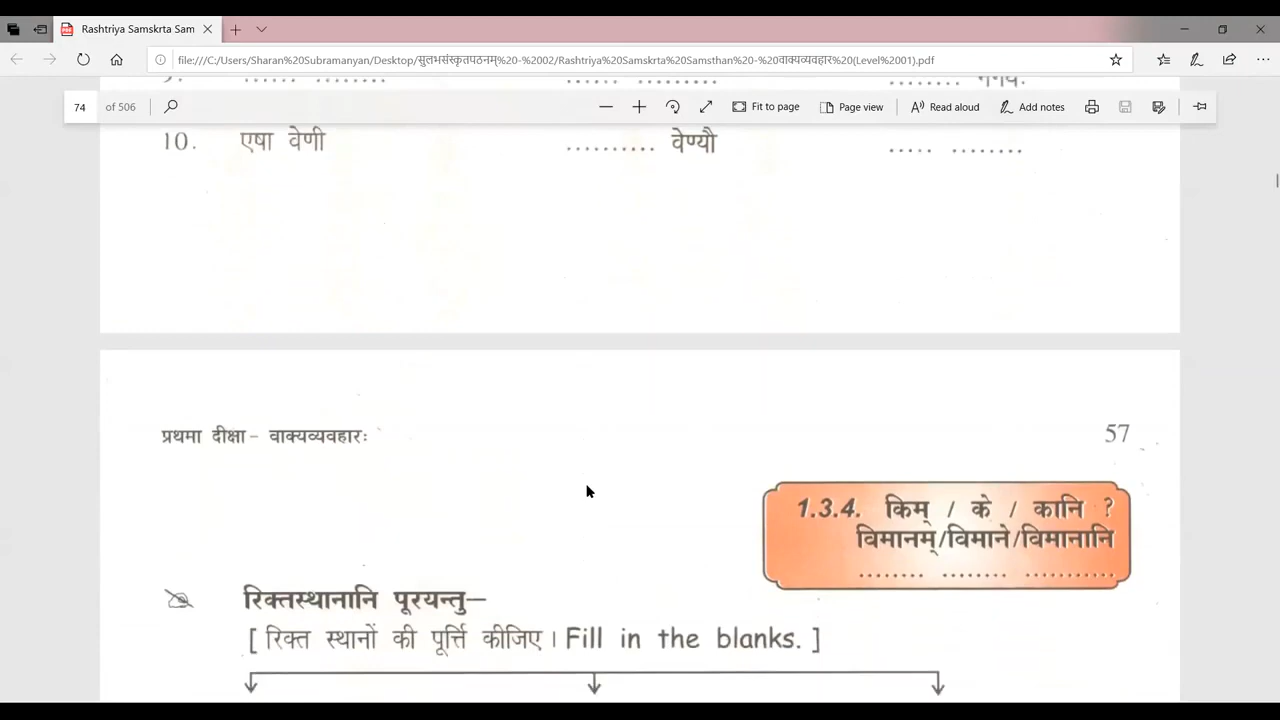 Rashtriya Samskrta Sam
file:///C:/Users/Sharan%20Subramanyan/Desktop/सुलभसंस्कृतपठनम्%20-%2002/Rashtriya%20Samskrta%20Samsthan%20-%20वाक्यव्यवहार%20(Level%2001).pdf
74 of 506 Fit to page Page view Read aloud Add notes
10. एषा वेणी .......... वेण्यौ ..... ........
प्रथमा दीक्षा - वाक्यव्यवहारः 57
1.3.4. किम् / के / कानि ?
विमानम्/विमाने/विमानानि
........ ........ ...........
रिक्तस्थानानि पूरयन्तु—
[ रिक्त स्थानों की पूर्त्ति कीजिए । Fill in the blanks. ]